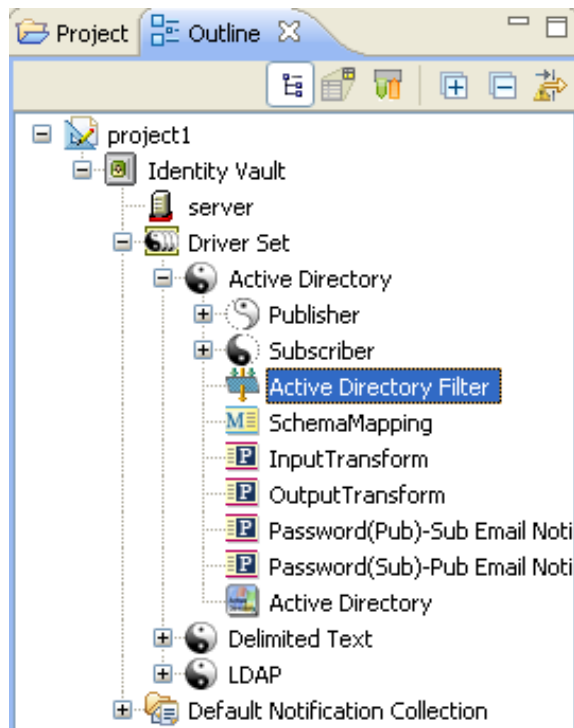 Project Outline
project1
Identity Vault
server
Driver Set
Active Directory
Publisher
Subscriber
Active Directory Filter
M SchemaMapping
P InputTransform
P OutputTransform
P Password(Pub)-Sub Email Noti
P Password(Sub)-Pub Email Noti
Active Directory
Delimited Text
LDAP
Default Notification Collection